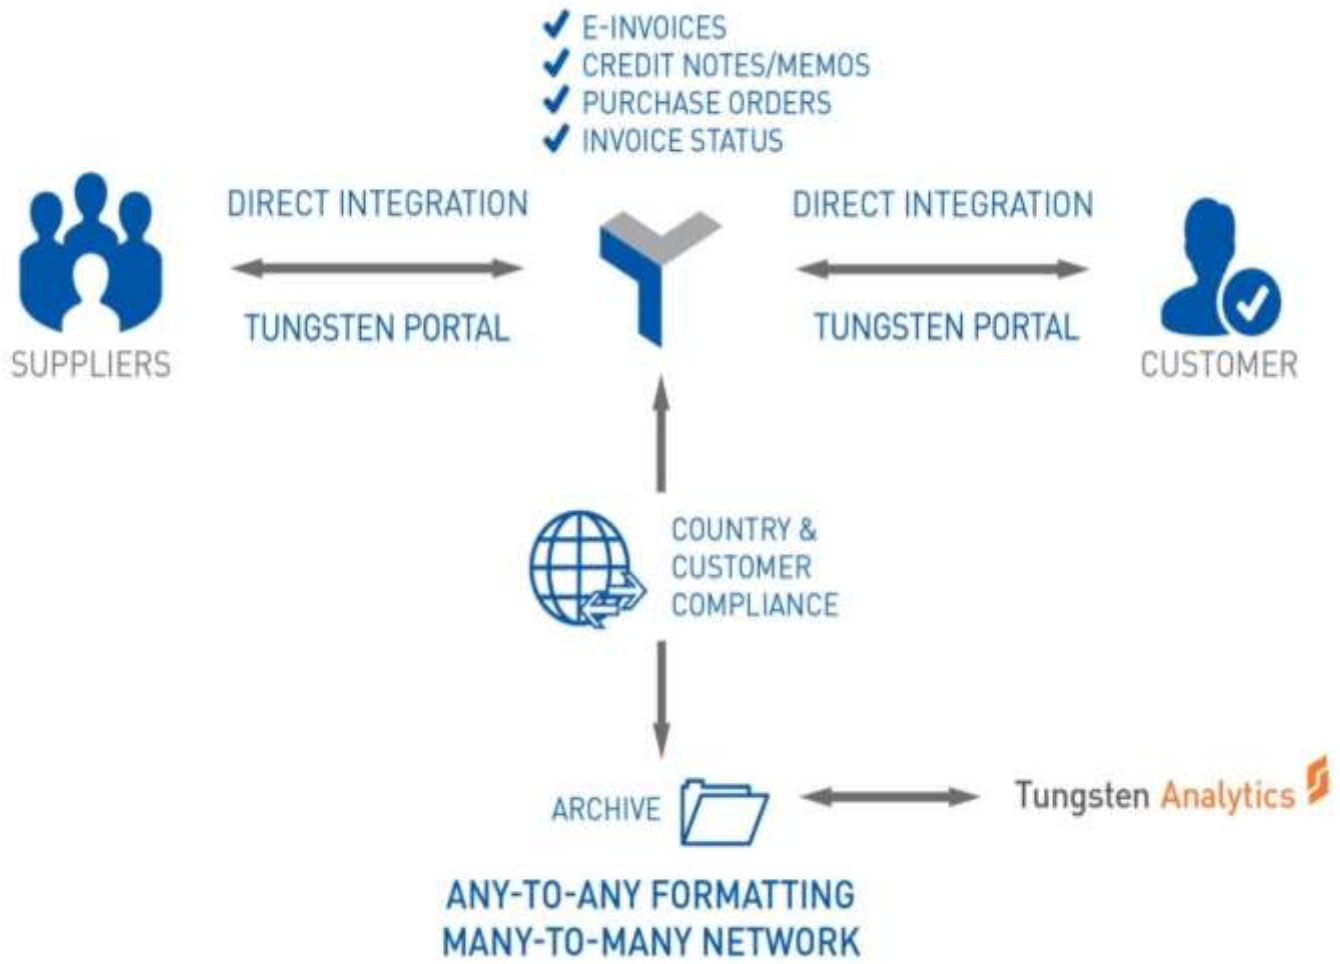 E-INVOICES
CREDIT NOTES/MEMOS
PURCHASE ORDERS
INVOICE STATUS
DIRECT INTEGRATION
DIRECT INTEGRATION
TUNGSTEN PORTAL
TUNGSTEN PORTAL
SUPPLIERS
CUSTOMER
COUNTRY &
CUSTOMER
COMPLIANCE
ARCHIVE
Tungsten Analytics
ANY-TO-ANY FORMATTING
MANY-TO-MANY NETWORK